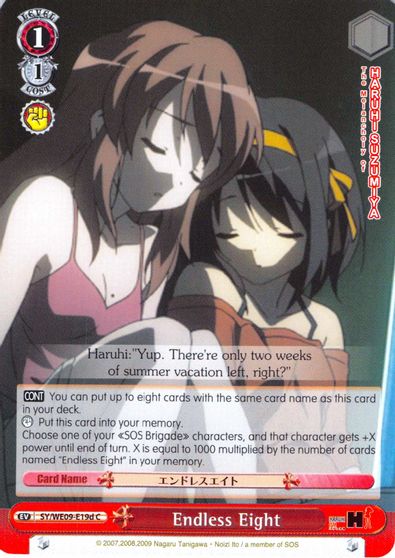 LEVEL
1
1
COST
The Melancholy of
HARUHI SUZUMIYA
Haruhi:"Yup. There're only two weeks
of summer vacation left, right?"
CONT You can put up to eight cards with the same card name as this card
in your deck.
Put this card into your memory.
Choose one of your ≪SOS Brigade≫ characters, and that character gets +X
power until end of turn. X is equal to 1000 multiplied by the number of cards
named "Endless Eight" in your memory.
Card Name
エンドレスエイト
EV
SY/WE09-E19d C
Endless Eight
© 2007,2008,2009 Nagaru Tanigawa・Noizi Ito / a member of SOS